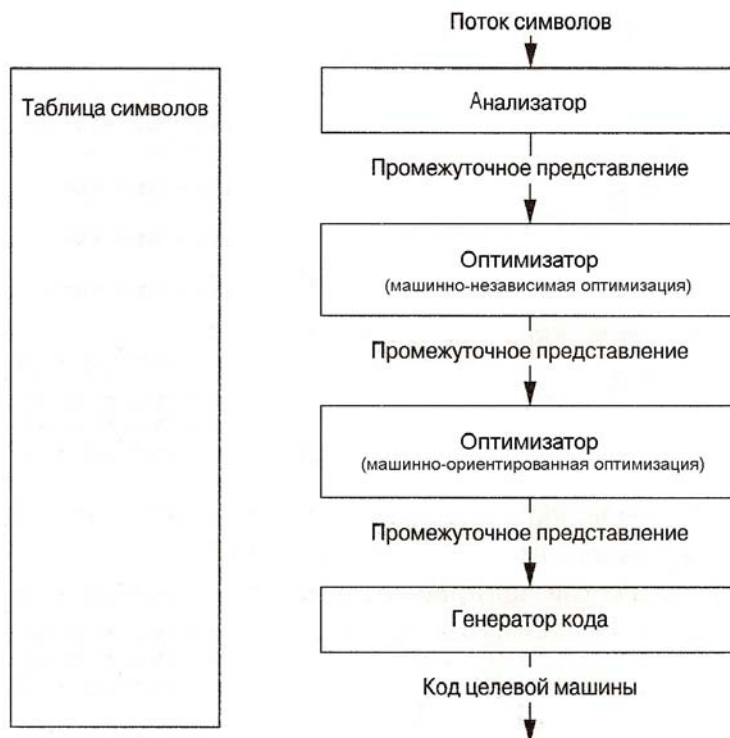 Поток символов
Таблица символов
Анализатор
Промежуточное представление
Оптимизатор
(машинно-независимая оптимизация)
Промежуточное представление
Оптимизатор
(машинно-ориентированная оптимизация)
Промежуточное представление
Генератор кода
Код целевой машины